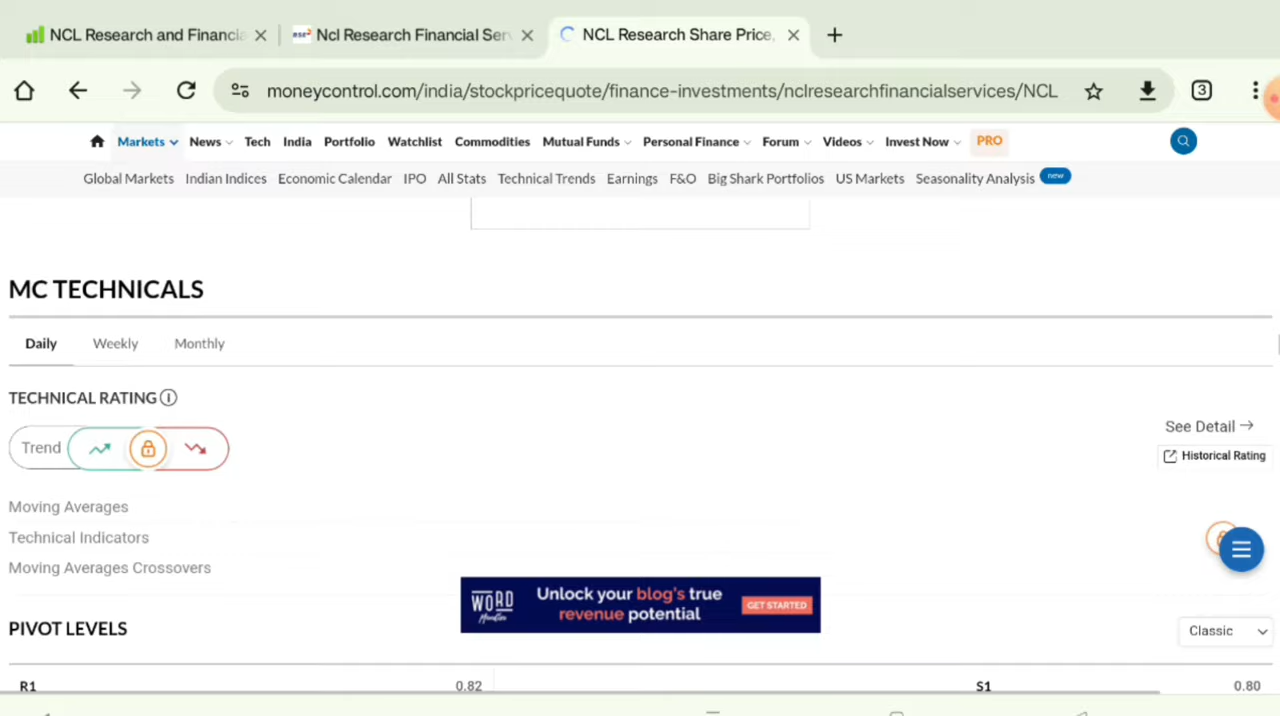 NCL Research and Financia
Ncl Research Financial Ser
NCL Research Share Price,
moneycontrol.com/india/stockpricequote/finance-investments/nclresearchfinancialservices/NCL
3
Markets News Tech India Portfolio Watchlist Commodities Mutual Funds Personal Finance Forum Videos Invest Now PRO
Global Markets Indian Indices Economic Calendar IPO All Stats Technical Trends Earnings F&O Big Shark Portfolios US Markets Seasonality Analysis new
MC TECHNICALS
Daily Weekly Monthly
TECHNICAL RATING
See Detail
Trend
Historical Rating
Moving Averages
Technical Indicators
Moving Averages Crossovers
WORD
Unlock your blog's true
revenue potential
GET STARTED
PIVOT LEVELS
Classic
R1 0.82 S1 0.80